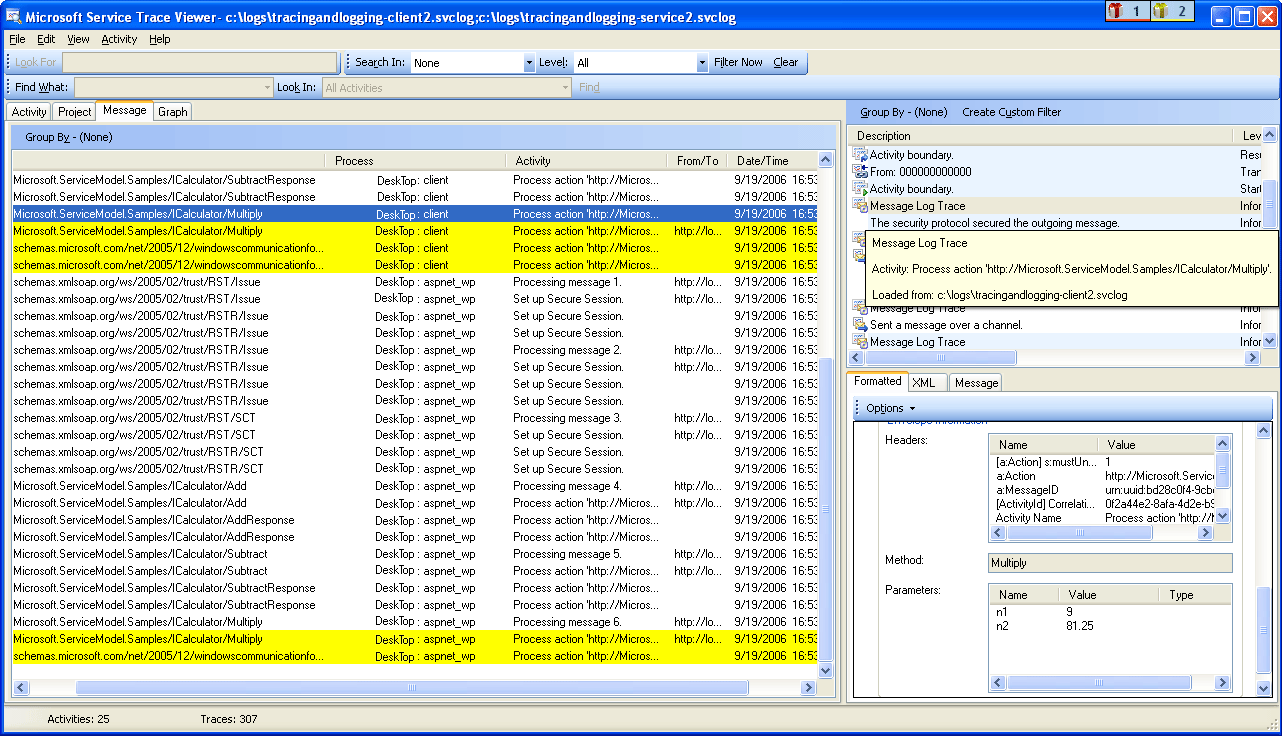 Microsoft Service Trace Viewer- c:\logs\tracingandlogging-client2.svclog;c:\logs\tracingandlogging-service2.svclog
1 2
File Edit View Activity Help
Look For Search In: None Level: All Filter Now Clear
Find What: Look In: All Activities Find
Activity Project Message Graph
Group By - (None)
Process Activity From/To Date/Time
Microsoft.ServiceModel.Samples/ICalculator/SubtractResponse DeskTop: client Process action 'http://Micros... 9/19/2006 16:53
Microsoft.ServiceModel.Samples/ICalculator/SubtractResponse DeskTop : client Process action 'http://Micros... 9/19/2006 16:53
Microsoft.ServiceModel.Samples/ICalculator/Multiply DeskTop : client Process action 'http://Micros... 9/19/2006 16:53
Microsoft.ServiceModel.Samples/ICalculator/Multiply DeskTop : client Process action 'http://Micros... http://lo... 9/19/2006 16:53
schemas.microsoft.com/net/2005/12/windowscommunicationfo... DeskTop : client Process action 'http://Micros... 9/19/2006 16:53
schemas.microsoft.com/net/2005/12/windowscommunicationfo... DeskTop : client Process action 'http://Micros... 9/19/2006 16:53
schemas.xmlsoap.org/ws/2005/02/trust/RST/Issue DeskTop : aspnet_wp Processing message 1. http://lo... 9/19/2006 16:53
schemas.xmlsoap.org/ws/2005/02/trust/RST/Issue DeskTop : aspnet_wp Set up Secure Session. http://lo... 9/19/2006 16:53
schemas.xmlsoap.org/ws/2005/02/trust/RSTR/Issue DeskTop : aspnet_wp Set up Secure Session. 9/19/2006 16:53
schemas.xmlsoap.org/ws/2005/02/trust/RSTR/Issue DeskTop : aspnet_wp Set up Secure Session. 9/19/2006 16:53
schemas.xmlsoap.org/ws/2005/02/trust/RSTR/Issue DeskTop : aspnet_wp Processing message 2. http://lo... 9/19/2006 16:53
schemas.xmlsoap.org/ws/2005/02/trust/RSTR/Issue DeskTop : aspnet_wp Set up Secure Session. http://lo... 9/19/2006 16:53
schemas.xmlsoap.org/ws/2005/02/trust/RSTR/Issue DeskTop : aspnet_wp Set up Secure Session. 9/19/2006 16:53
schemas.xmlsoap.org/ws/2005/02/trust/RSTR/Issue DeskTop : aspnet_wp Set up Secure Session. 9/19/2006 16:53
schemas.xmlsoap.org/ws/2005/02/trust/RST/SCT DeskTop : aspnet_wp Processing message 3. http://lo... 9/19/2006 16:53
schemas.xmlsoap.org/ws/2005/02/trust/RST/SCT DeskTop : aspnet_wp Set up Secure Session. http://lo... 9/19/2006 16:53
schemas.xmlsoap.org/ws/2005/02/trust/RSTR/SCT DeskTop : aspnet_wp Set up Secure Session. 9/19/2006 16:53
schemas.xmlsoap.org/ws/2005/02/trust/RSTR/SCT DeskTop : aspnet_wp Set up Secure Session. 9/19/2006 16:53
Microsoft.ServiceModel.Samples/ICalculator/Add DeskTop : aspnet_wp Processing message 4. http://lo... 9/19/2006 16:53
Microsoft.ServiceModel.Samples/ICalculator/Add DeskTop : aspnet_wp Process action 'http://Micros... http://lo... 9/19/2006 16:53
Microsoft.ServiceModel.Samples/ICalculator/AddResponse DeskTop : aspnet_wp Process action 'http://Micros... 9/19/2006 16:53
Microsoft.ServiceModel.Samples/ICalculator/AddResponse DeskTop : aspnet_wp Process action 'http://Micros... 9/19/2006 16:53
Microsoft.ServiceModel.Samples/ICalculator/Subtract DeskTop : aspnet_wp Processing message 5. http://lo... 9/19/2006 16:53
Microsoft.ServiceModel.Samples/ICalculator/Subtract DeskTop : aspnet_wp Process action 'http://Micros... http://lo... 9/19/2006 16:53
Microsoft.ServiceModel.Samples/ICalculator/SubtractResponse DeskTop : aspnet_wp Process action 'http://Micros... 9/19/2006 16:53
Microsoft.ServiceModel.Samples/ICalculator/SubtractResponse DeskTop : aspnet_wp Process action 'http://Micros... 9/19/2006 16:53
Microsoft.ServiceModel.Samples/ICalculator/Multiply DeskTop : aspnet_wp Processing message 6. http://lo... 9/19/2006 16:53
Microsoft.ServiceModel.Samples/ICalculator/Multiply DeskTop : aspnet_wp Process action 'http://Micros... http://lo... 9/19/2006 16:53
schemas.microsoft.com/net/2005/12/windowscommunicationfo... DeskTop : aspnet_wp Process action 'http://Micros... 9/19/2006 16:53
Group By - (None) Create Custom Filter
Description Lev
Activity boundary. Resu
From: 000000000000 Tran
Activity boundary. Start
Message Log Trace Infor
The security protocol secured the outgoing message. Infor
Message Log Trace
Activity: Process action 'http://Microsoft.ServiceModel.Samples/ICalculator/Multiply'.
Loaded from: c:\logs\tracingandlogging-client2.svclog
Message Log Trace Infor
Sent a message over a channel. Infor
Message Log Trace Infor
Formatted XML Message
Options
Envelope Information
Headers:
Name Value
[a:Action] s:mustUn... 1
a:Action http://Microsoft.Servic
a:MessageID urn:uuid:bd28c0f4-9cb
[ActivityId] Correlati... 0f2a44e2-8afa-4d2e-b9
Activity Name Process action 'http://
Method: Multiply
Parameters:
Name Value Type
n1 9
n2 81.25
Activities: 25 Traces: 307